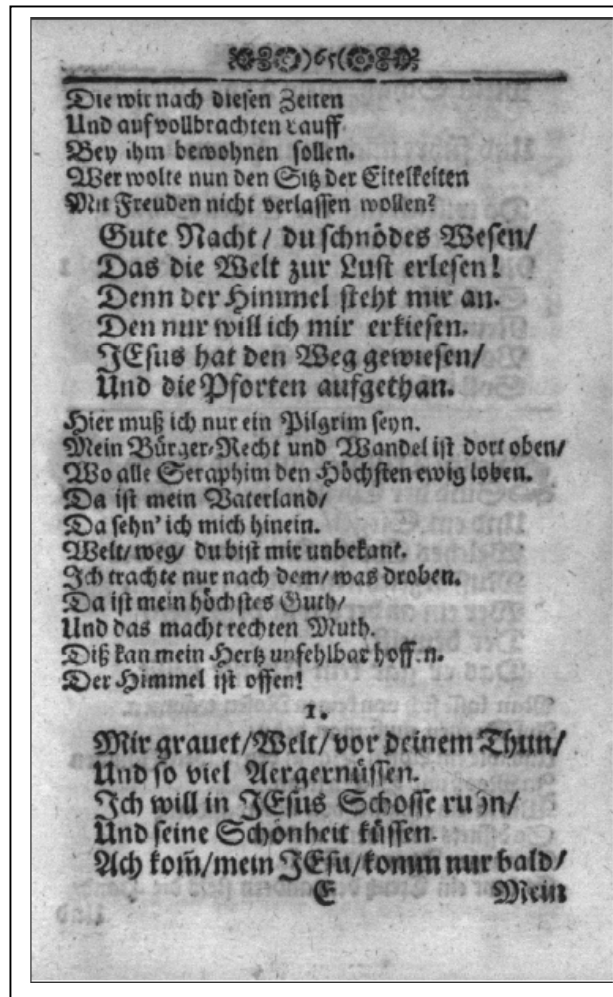 )65(
Die wir nach diesen Zeiten
Und auf vollbrachten Lauff
Bey ihm bewohnen sollen.
Wer wolte nun den Sitz der Eitelkeiten
Mit Freuden nicht verlassen wollen?
Gute Nacht/ du schnödes Wesen/
Das die Welt zur Lust erlesen!
Denn der Himmel steht mir an.
Den nur will ich mir erkiesen.
JEsus hat den Weg gewiesen/
Und die Pforten aufgethan.
Hier muß ich nur ein Pilgrim seyn.
Mein Bürger-Recht und Wandel ist dort oben/
Wo alle Seraphim den Höchsten ewig loben.
Da ist mein Vaterland/
Da sehn' ich mich hinein.
Welt/ weg/ du bist mir unbekant.
Ich trachte nur nach dem/ was droben.
Da ist mein höchstes Guth/
Und das macht rechten Muth.
Diß kan mein Hertz unfehlbar hoffen.
Der Himmel ist offen!
1.
Mir grauet/Welt/ vor deinem Thun/
Und so viel Aergernüssen.
Ich will in JEsus Schosse ruhn/
Und seine Schönheit küssen.
Ach kom̃/mein JEsu/komm nur bald/
E Mein